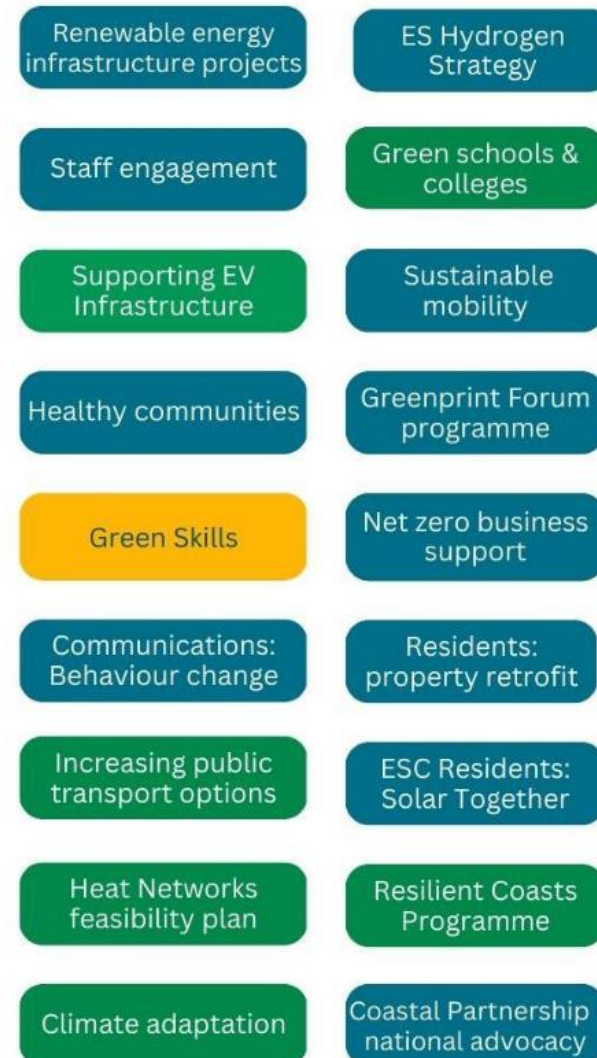 Renewable energy
infrastructure projects
ES Hydrogen
Strategy
Staff engagement
Green schools &
colleges
Supporting EV
Infrastructure
Sustainable
mobility
Healthy communities
Greenprint Forum
programme
Green Skills
Net zero business
support
Communications:
Behaviour change
Residents:
property retrofit
Increasing public
transport options
ESC Residents:
Solar Together
Heat Networks
feasibility plan
Resilient Coasts
Programme
Climate adaptation
Coastal Partnership
national advocacy